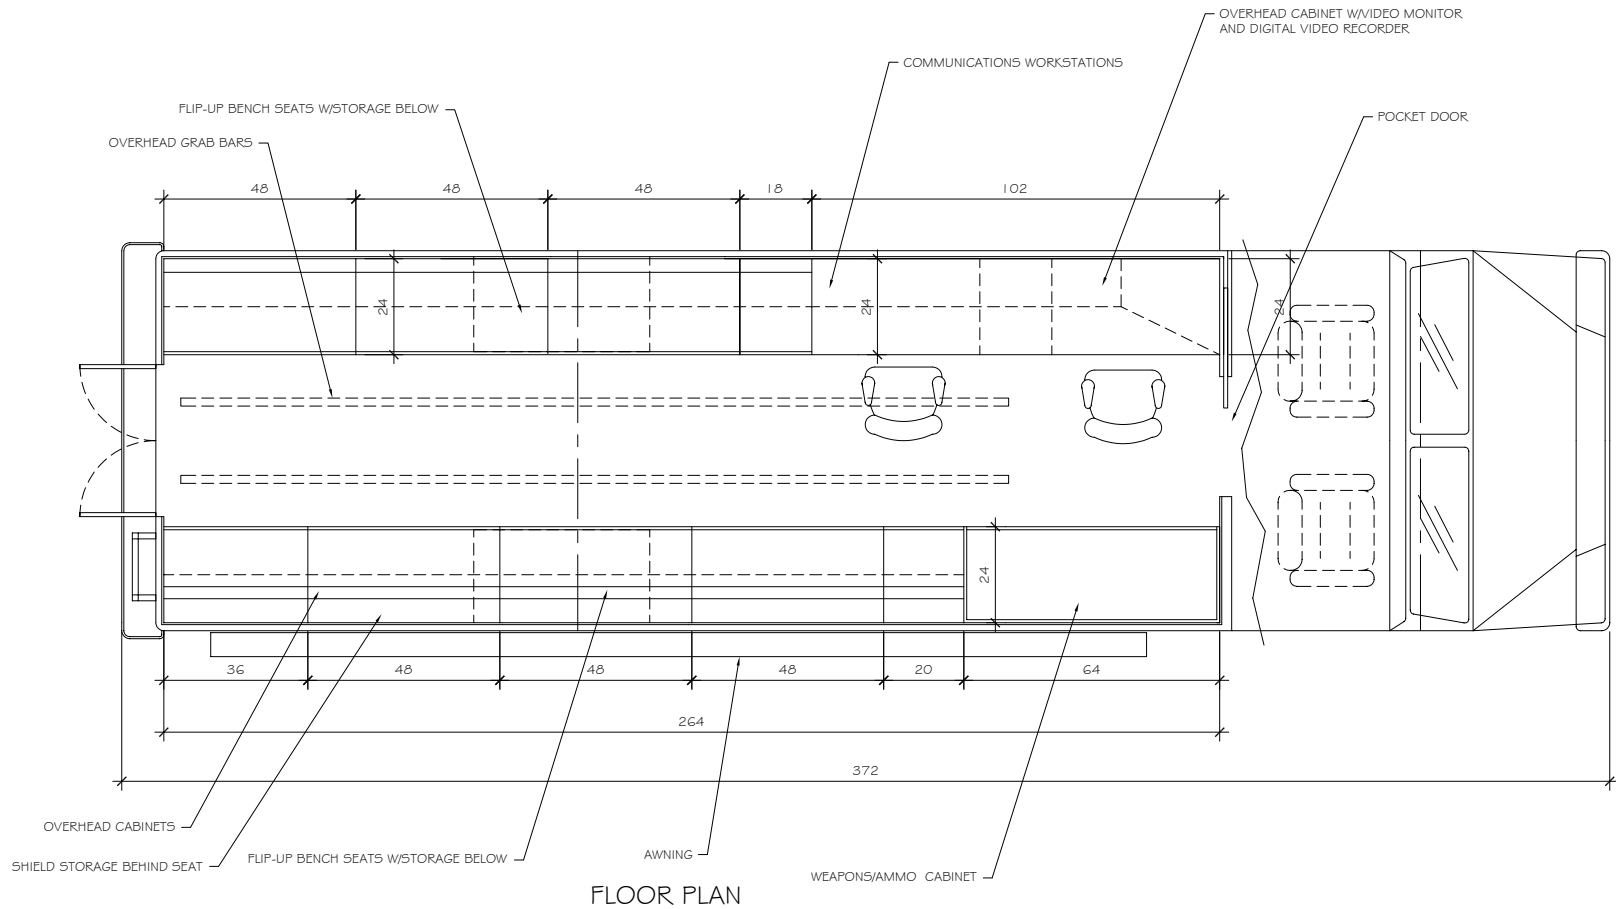 OVERHEAD CABINET W/VIDEO MONITOR
AND DIGITAL VIDEO RECORDER
COMMUNICATIONS WORKSTATIONS
FLIP-UP BENCH SEATS W/STORAGE BELOW
POCKET DOOR
OVERHEAD GRAB BARS
48 48 48 18 102
24 24 24
24
36 48 48 48 20 64
264
372
OVERHEAD CABINETS
SHIELD STORAGE BEHIND SEAT
FLIP-UP BENCH SEATS W/STORAGE BELOW
AWNING
WEAPONS/AMMO CABINET
FLOOR PLAN